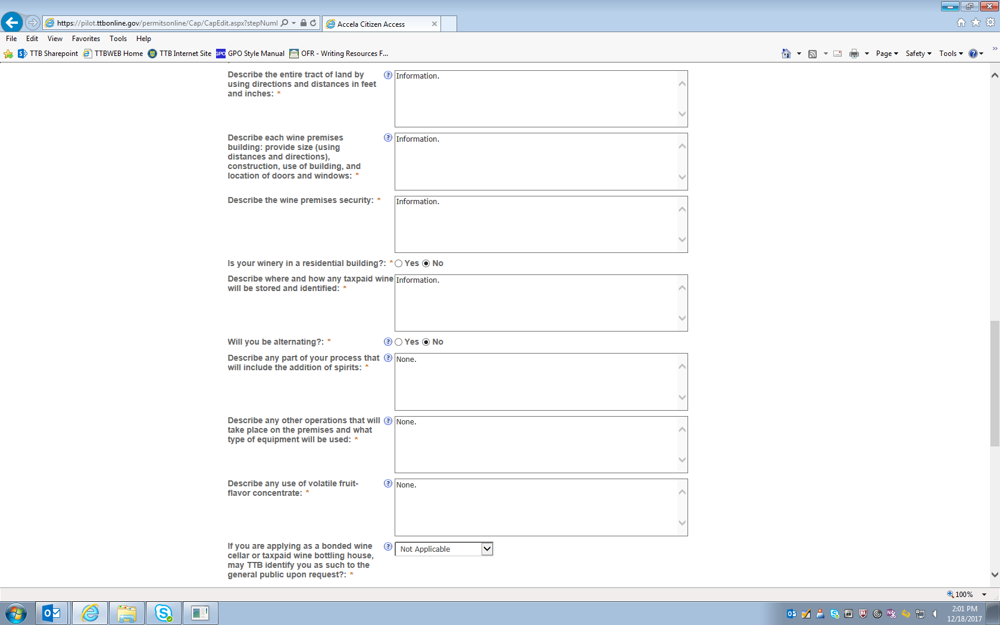 https://pilot.ttbonline.gov/permitsonline/Cap/CapEdit.aspx?stepNuml
Accela Citizen Access
File Edit View Favorites Tools Help
TTB Sharepoint TTBWEB Home TTB Internet Site GPO GPO Style Manual OFR - Writing Resources F... Page Safety Tools
Describe the entire tract of land by
using directions and distances in feet
and inches: *
? Information.
Describe each wine premises
building: provide size (using
distances and directions),
construction, use of building, and
location of doors and windows: *
? Information.
Describe the wine premises security: *
Information.
Is your winery in a residential building?: * Yes No
Describe where and how any taxpaid wine
will be stored and identified: *
Information.
Will you be alternating?: * ? Yes No
Describe any part of your process that
will include the addition of spirits: *
? None.
Describe any other operations that will
take place on the premises and what
type of equipment will be used: *
? None.
Describe any use of volatile fruit-
flavor concentrate: *
? None.
If you are applying as a bonded wine
cellar or taxpaid wine bottling house,
may TTB identify you as such to the
general public upon request?: *
? Not Applicable
100%
2:01 PM
12/18/2017